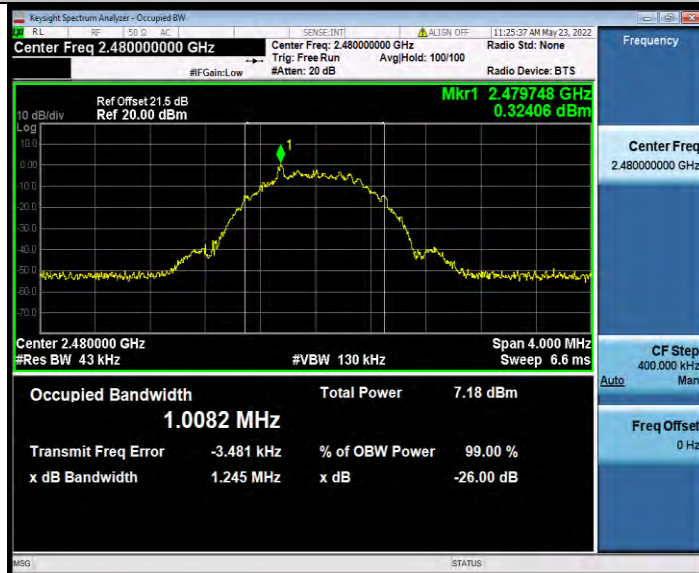 Keysight Spectrum Analyzer - Occupied BW
RL RF 50 Ω AC SENSE:INT ALIGN OFF 11:25:37 AM May 23, 2022
Center Freq 2.480000000 GHz
Center Freq: 2.480000000 GHz
Radio Std: None
Trig: Free Run Avg|Hold: 100/100
#IFGain:Low #Atten: 20 dB Radio Device: BTS
Frequency
Mkr1 2.479748 GHz
0.32406 dBm
Ref Offset 21.5 dB
10 dB/div Ref 20.00 dBm
Log
10.0
0.00
-10.0
-20.0
-30.0
-40.0
-50.0
-60.0
-70.0
1
Center Freq
2.480000000 GHz
Center 2.480000 GHz Span 4.000 MHz
#Res BW 43 kHz #VBW 130 kHz Sweep 6.6 ms
CF Step
400.000 kHz
Auto Man
Occupied Bandwidth Total Power 7.18 dBm
1.0082 MHz
Transmit Freq Error -3.481 kHz % of OBW Power 99.00 %
x dB Bandwidth 1.245 MHz x dB -26.00 dB
Freq Offset
0 Hz
MSG STATUS